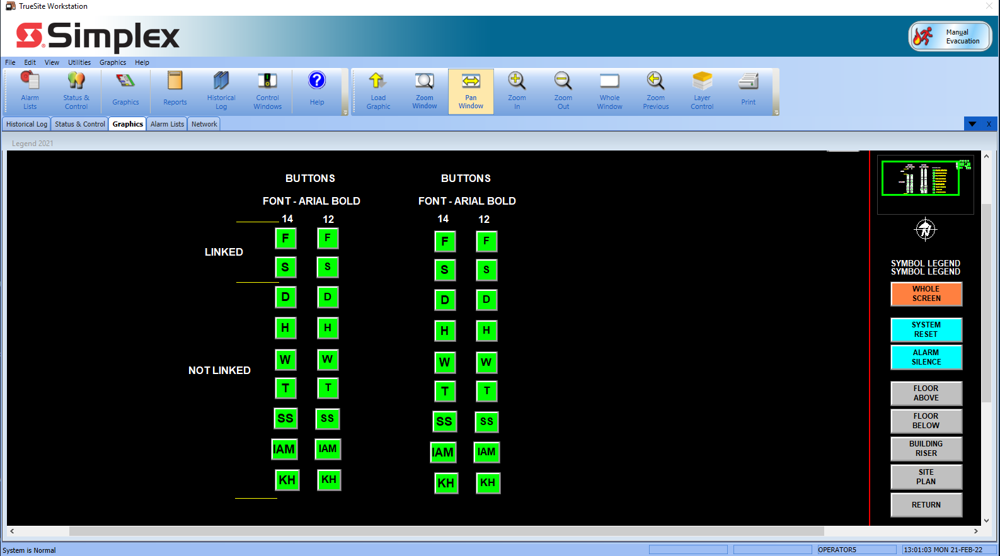 TrueSite Workstation
Simplex
Manual
Evacuation
File Edit View Utilities Graphics Help
Alarm
Lists
Status &
Control
Graphics
Reports
Historical
Log
Control
Windows
Help
Load
Graphic
Zoom
Window
Pan
Window
Zoom
In
Zoom
Out
Whole
Window
Zoom
Previous
Layer
Control
Print
Historical Log Status & Control Graphics Alarm Lists Network X
Legend 2021
BUTTONS BUTTONS
FONT - ARIAL BOLD FONT - ARIAL BOLD
14 12 14 12
F F F F
LINKED
S S S S
D D D D
H H H H
W W W W
NOT LINKED
T T T T
SS SS SS SS
IAM IAM IAM IAM
KH KH KH KH
N
SYMBOL LEGEND
SYMBOL LEGEND
WHOLE
SCREEN
SYSTEM
RESET
ALARM
SILENCE
FLOOR
ABOVE
FLOOR
BELOW
BUILDING
RISER
SITE
PLAN
RETURN
System is Normal OPERATOR5 13:01:03 MON 21-FEB-22